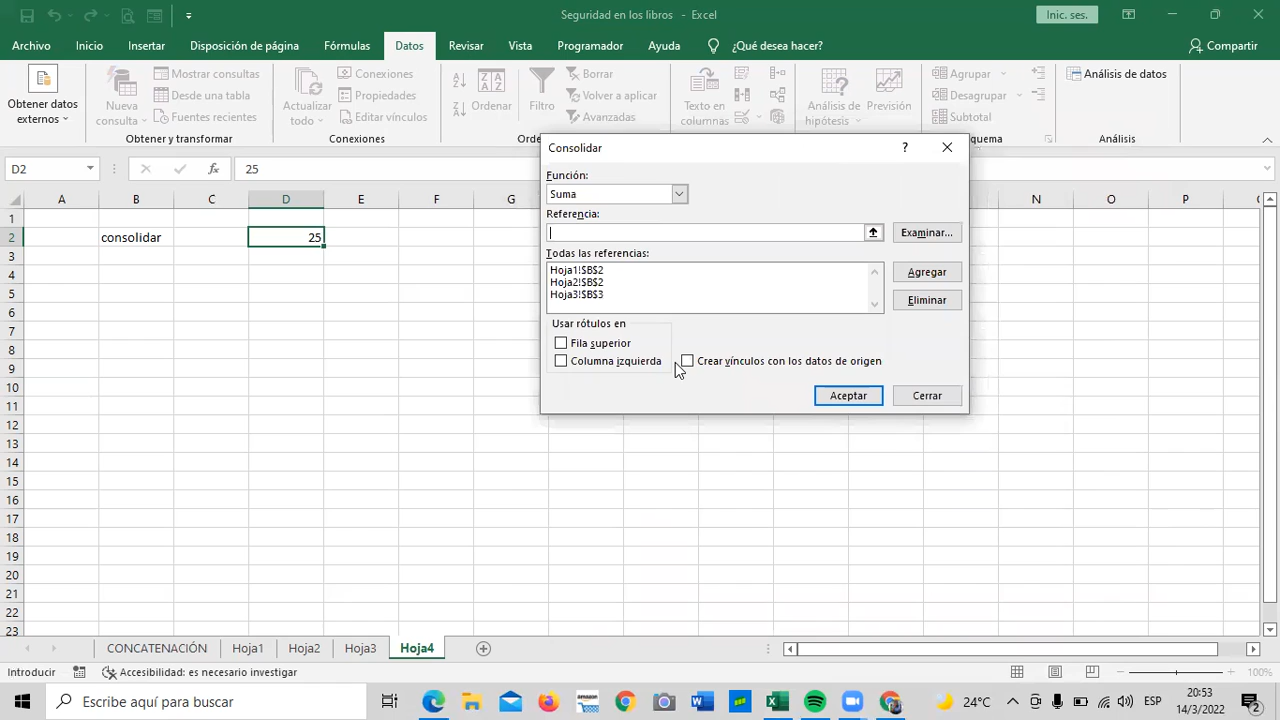 Seguridad en los libros - Excel
Inic. ses.
Archivo Inicio Insertar Disposición de página Fórmulas Datos Revisar Vista Programador Ayuda ¿Qué desea hacer? Compartir
Obtener datos externos
Nueva consulta
Mostrar consultas
Desde una tabla
Fuentes recientes
Obtener y transformar
Actualizar todo
Conexiones
Propiedades
Editar vínculos
Conexiones
Ordenar
Filtro
Borrar
Volver a aplicar
Avanzadas
Texto en columnas
Análisis de hipótesis
Previsión
Agrupar
Desagrupar
Subtotal
Análisis de datos
Análisis
D2 fx 25
A B C D E F G N O P
1
2 consolidar 25
3
4
5
6
7
8
9
10
11
12
13
14
15
16
17
18
19
20
21
22
23
Consolidar
? ×
Función:
Suma
Referencia:
Examinar...
Todas las referencias:
Hoja1!$B$2
Hoja2!$B$2
Hoja3!$B$3
Agregar
Eliminar
Usar rótulos en
Fila superior
Columna izquierda
Crear vínculos con los datos de origen
Aceptar
Cerrar
CONCATENACIÓN Hoja1 Hoja2 Hoja3 Hoja4
Introducir Accesibilidad: es necesario investigar 100%
Escribe aquí para buscar
amazon
24°C ESP
20:53
14/3/2022
2